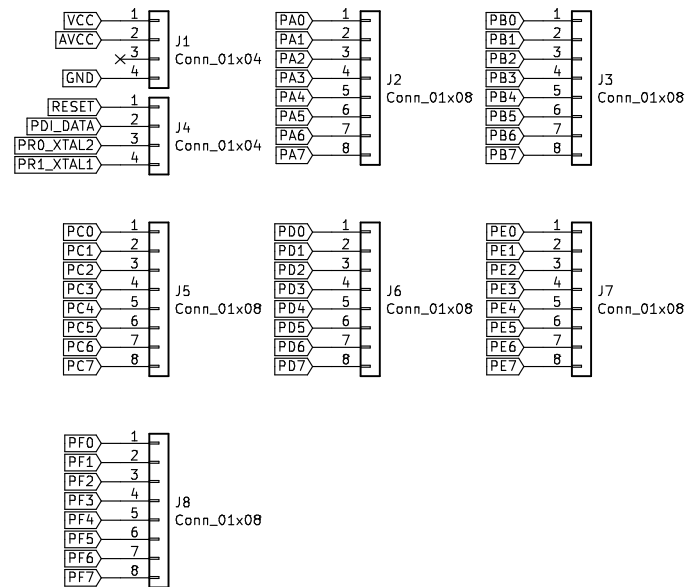 VCC 1
AVCC 2
3
GND 4
J1
Conn_01x04
RESET 1
PDI_DATA 2
PR0_XTAL2 3
PR1_XTAL1 4
J4
Conn_01x04
PA0 1
PA1 2
PA2 3
PA3 4
PA4 5
PA5 6
PA6 7
PA7 8
J2
Conn_01x08
PB0 1
PB1 2
PB2 3
PB3 4
PB4 5
PB5 6
PB6 7
PB7 8
J3
Conn_01x08
PC0 1
PC1 2
PC2 3
PC3 4
PC4 5
PC5 6
PC6 7
PC7 8
J5
Conn_01x08
PD0 1
PD1 2
PD2 3
PD3 4
PD4 5
PD5 6
PD6 7
PD7 8
J6
Conn_01x08
PE0 1
PE1 2
PE2 3
PE3 4
PE4 5
PE5 6
PE6 7
PE7 8
J7
Conn_01x08
PF0 1
PF1 2
PF2 3
PF3 4
PF4 5
PF5 6
PF6 7
PF7 8
J8
Conn_01x08